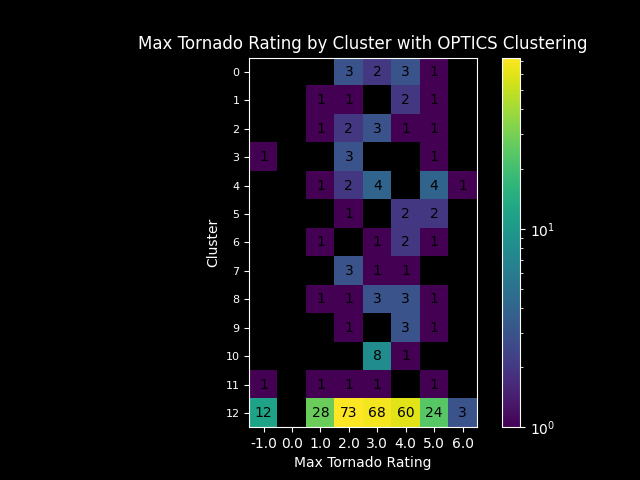 Max Tornado Rating by Cluster with OPTICS Clustering
0 3 2 3 1
1 1 1 2 1
2 1 2 3 1 1
3 1 3 1
4 1 2 4 4 1
5 1 2 2
6 1 1 2 1
7 3 1 1
8 1 1 3 3 1
9 1 3 1
10 8 1
11 1 1 1 1 1
12 12 28 73 68 60 24 3
-1.0 0.0 1.0 2.0 3.0 4.0 5.0 6.0
Max Tornado Rating
Cluster
10¹
10⁰